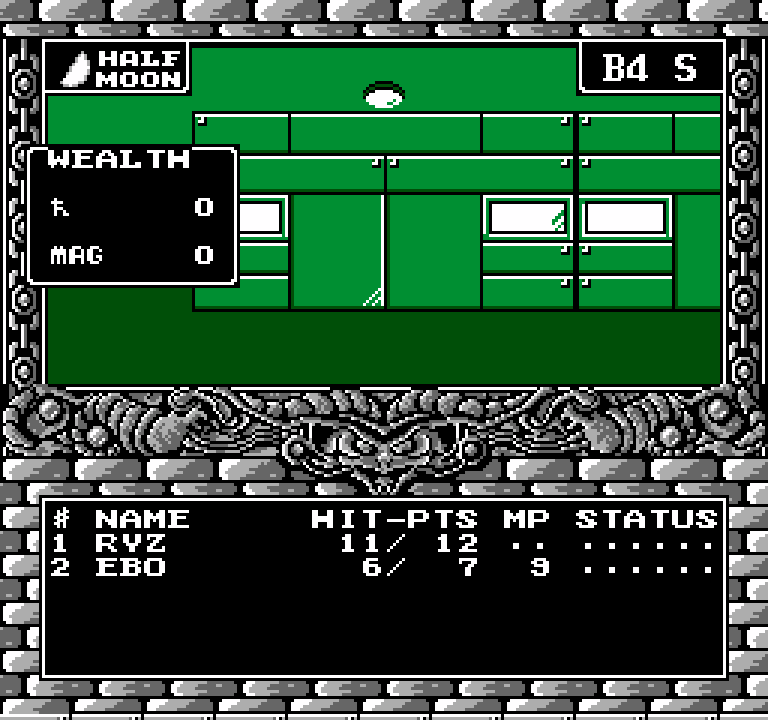 HALF
MOON
B4 S
WEALTH
ħ 0
MAG 0
# NAME HIT-PTS MP STATUS
1 RYZ 11/ 12 .. ......
2 EBO 6/ 7 9 ......